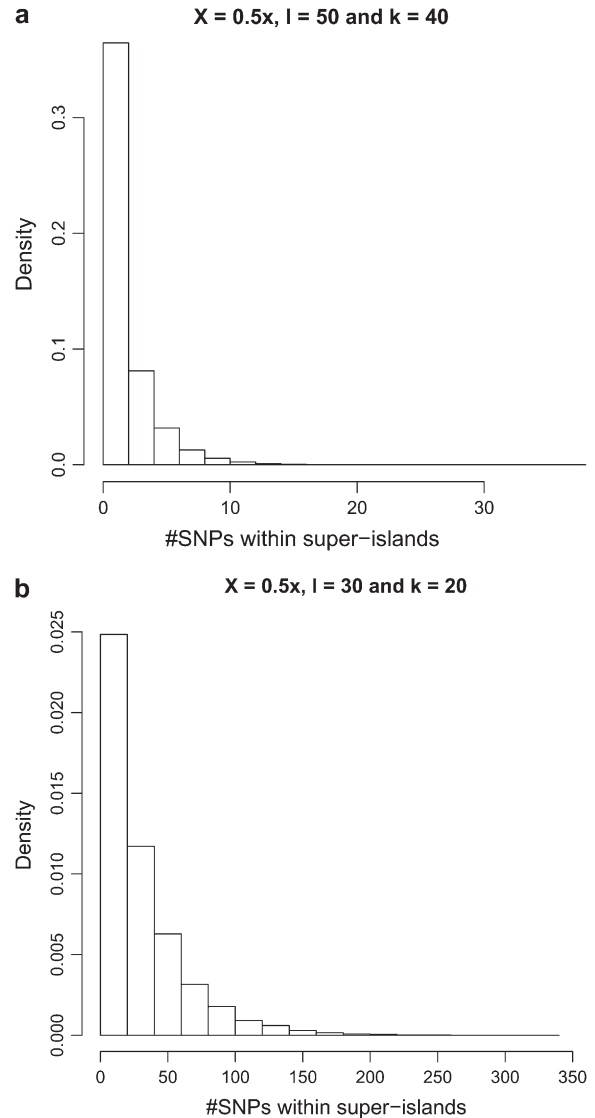 a
X = 0.5x, l = 50 and k = 40
Density
0.3
0.2
0.1
0.0
0 10 20 30
#SNPs within super−islands
b
X = 0.5x, l = 30 and k = 20
Density
0.025
0.020
0.015
0.010
0.005
0.000
0 50 100 150 200 250 300 350
#SNPs within super−islands